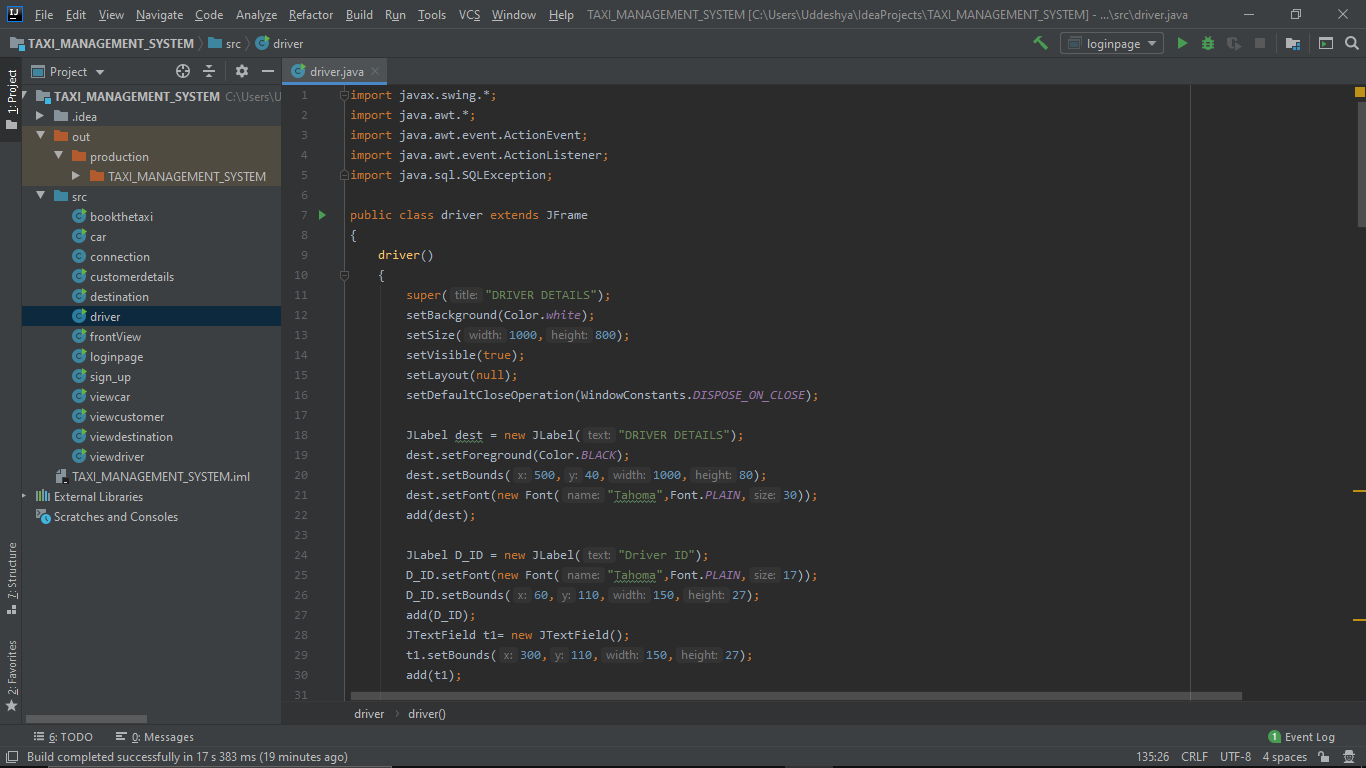 File Edit View Navigate Code Analyze Refactor Build Run Tools VCS Window Help TAXI_MANAGEMENT_SYSTEM [C:\Users\Uddeshya\IdeaProjects\TAXI_MANAGEMENT_SYSTEM] - ...\src\driver.java
TAXI_MANAGEMENT_SYSTEM src driver loginpage
1: Project
Project
driver.java
TAXI_MANAGEMENT_SYSTEM C:\Users\U
.idea
out
production
TAXI_MANAGEMENT_SYSTEM
src
bookthetaxi
car
connection
customerdetails
destination
driver
frontView
loginpage
sign_up
viewcar
viewcustomer
viewdestination
viewdriver
TAXI_MANAGEMENT_SYSTEM.iml
External Libraries
Scratches and Consoles
7: Structure
2: Favorites
1 import javax.swing.*;
2 import java.awt.*;
3 import java.awt.event.ActionEvent;
4 import java.awt.event.ActionListener;
5 import java.sql.SQLException;
6
7 public class driver extends JFrame
8 {
9 driver()
10 {
11 super( title: "DRIVER DETAILS");
12 setBackground(Color.white);
13 setSize( width: 1000, height: 800);
14 setVisible(true);
15 setLayout(null);
16 setDefaultCloseOperation(WindowConstants.DISPOSE_ON_CLOSE);
17
18 JLabel dest = new JLabel( text: "DRIVER DETAILS");
19 dest.setForeground(Color.BLACK);
20 dest.setBounds( x: 500, y: 40, width: 1000, height: 80);
21 dest.setFont(new Font( name: "Tahoma",Font.PLAIN, size: 30));
22 add(dest);
23
24 JLabel D_ID = new JLabel( text: "Driver ID");
25 D_ID.setFont(new Font( name: "Tahoma",Font.PLAIN, size: 17));
26 D_ID.setBounds( x: 60, y: 110, width: 150, height: 27);
27 add(D_ID);
28 JTextField t1= new JTextField();
29 t1.setBounds( x: 300, y: 110, width: 150, height: 27);
30 add(t1);
31
driver driver()
6: TODO 0: Messages 1 Event Log
Build completed successfully in 17 s 383 ms (19 minutes ago) 135:26 CRLF UTF-8 4 spaces